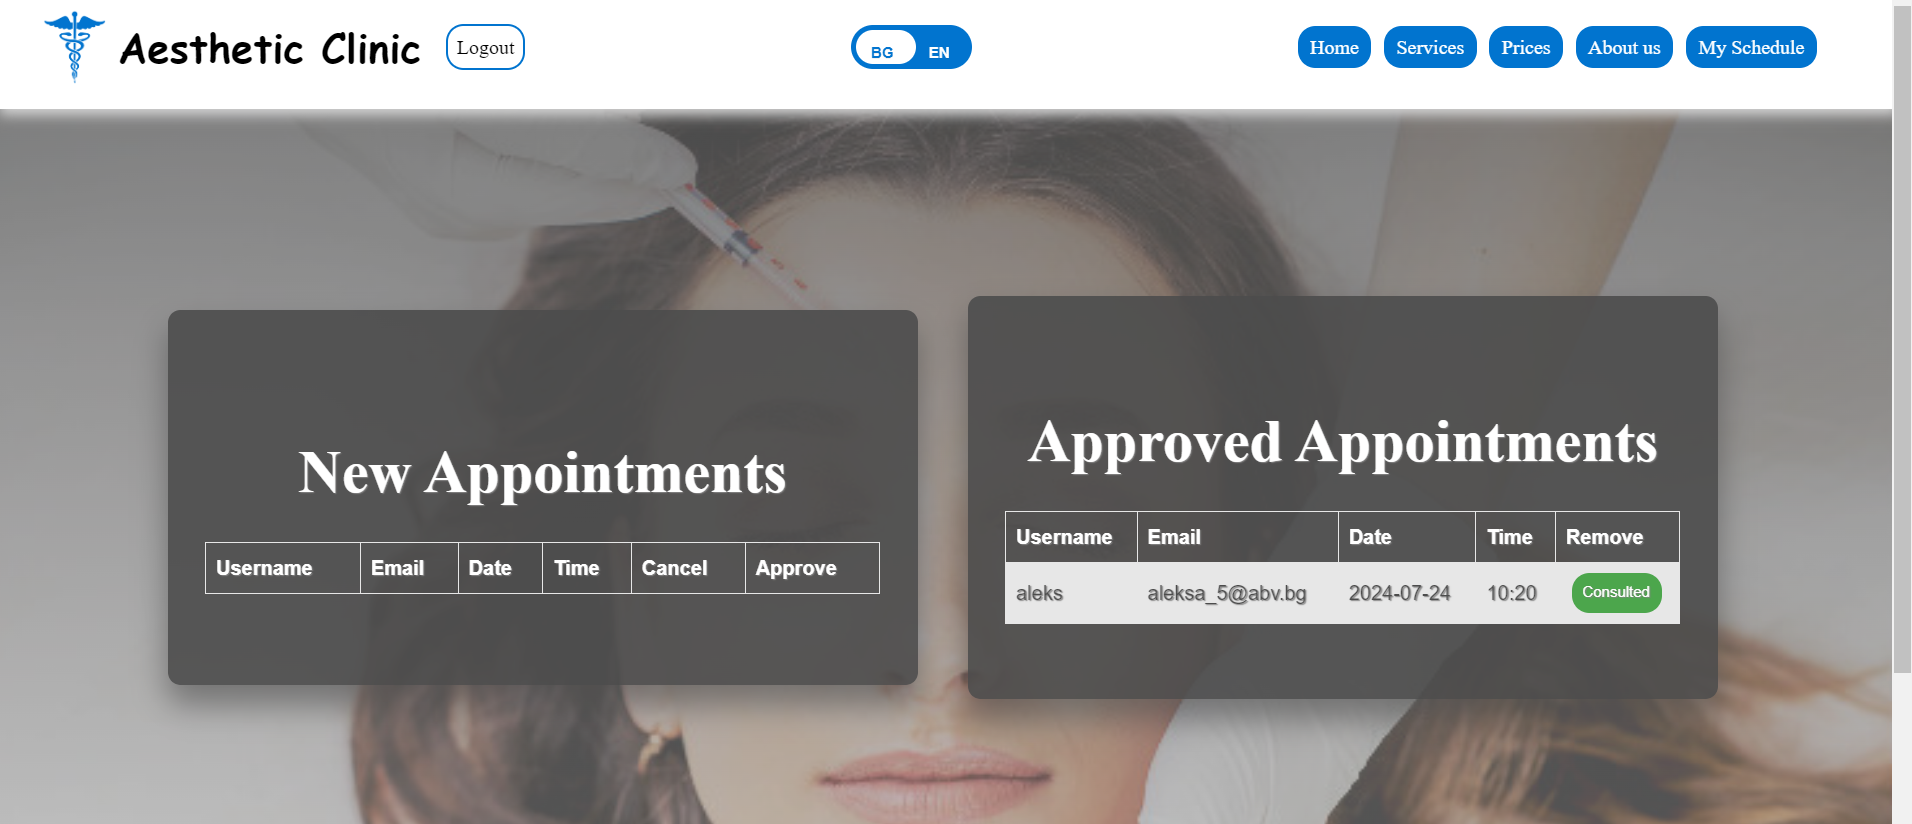 Aesthetic Clinic
Logout
BG EN
Home
Services
Prices
About us
My Schedule
New Appointments
Username Email Date Time Cancel Approve
Approved Appointments
Username Email Date Time Remove
aleks aleksa_5@abv.bg 2024-07-24 10:20 Consulted